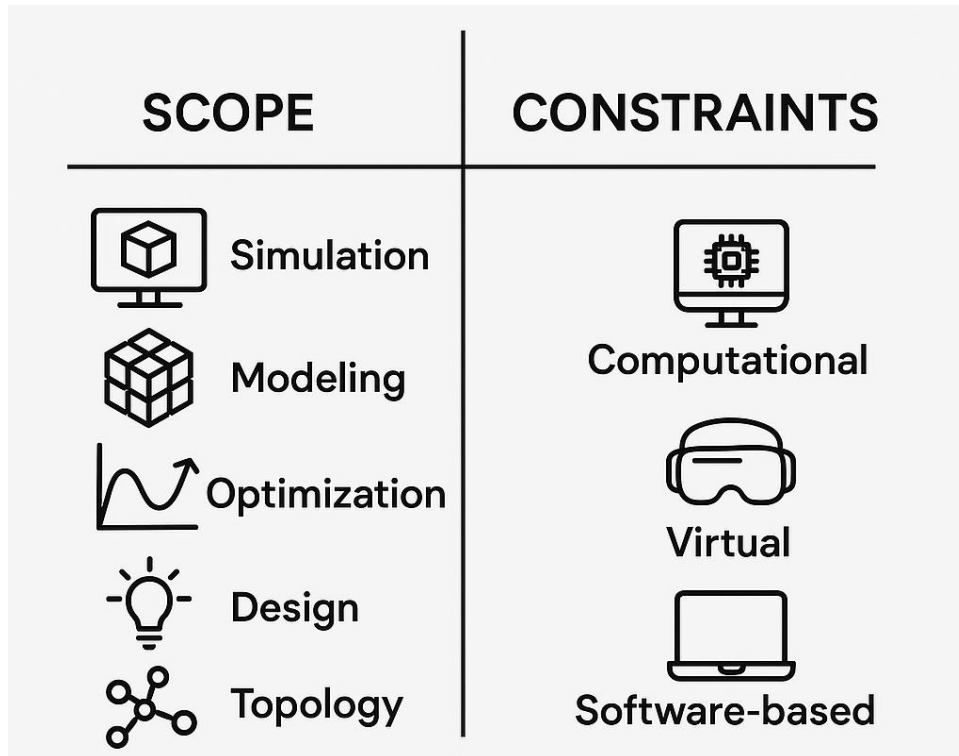 SCOPE
CONSTRAINTS
Simulation
Modeling
Optimization
Design
Topology
Computational
Virtual
Software-based